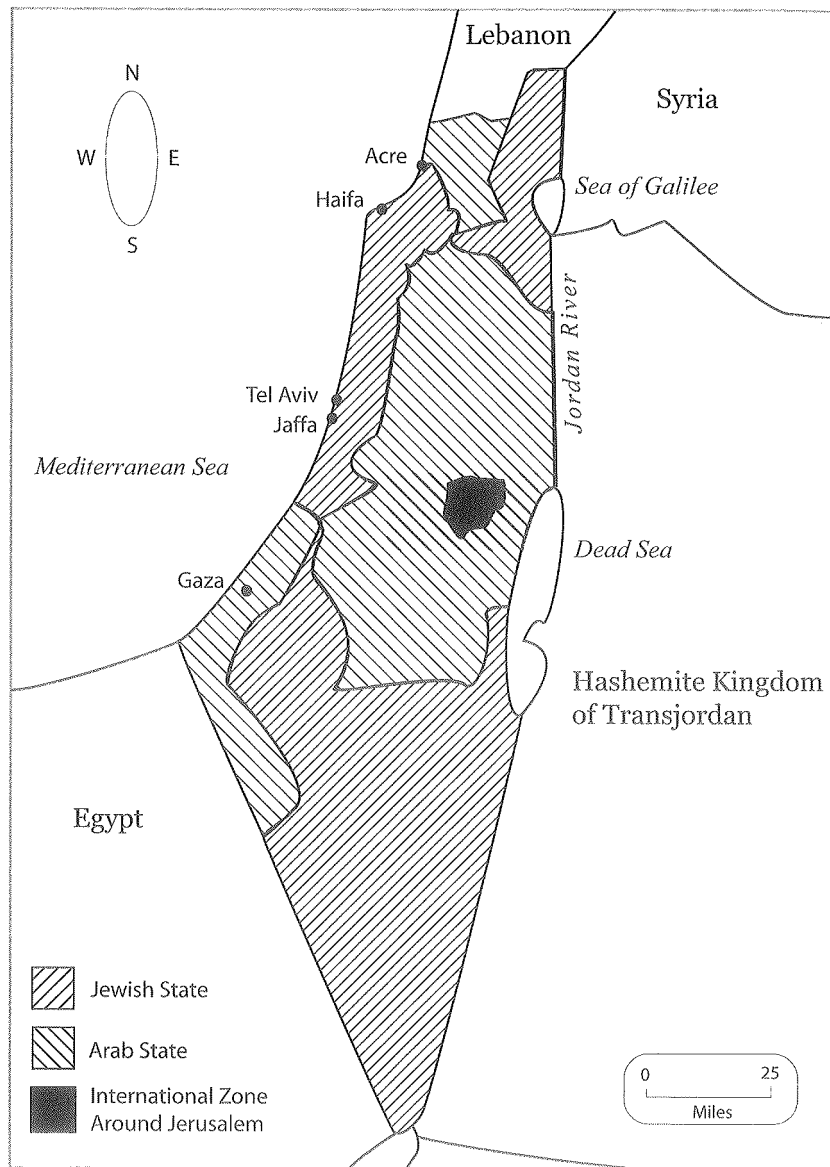 Lebanon
N
Syria
Acre
W
E
Sea of Galilee
Haifa
S
Jordan River
Tel Aviv
Jaffa
Mediterranean Sea
Dead Sea
Gaza
Hashemite Kingdom
of Transjordan
Egypt
Jewish State
Arab State
International Zone
Around Jerusalem
0 25
Miles